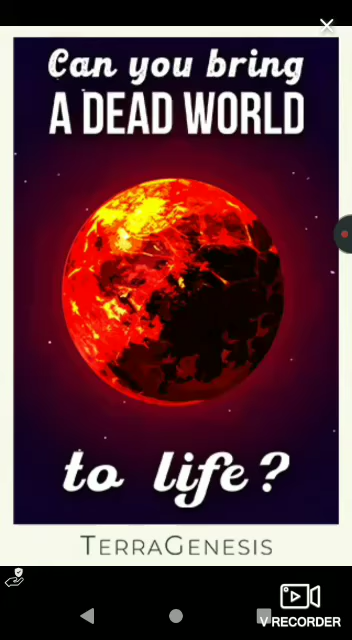 Can you bring
A DEAD WORLD
to life?
TERRAGENESIS
V RECORDER